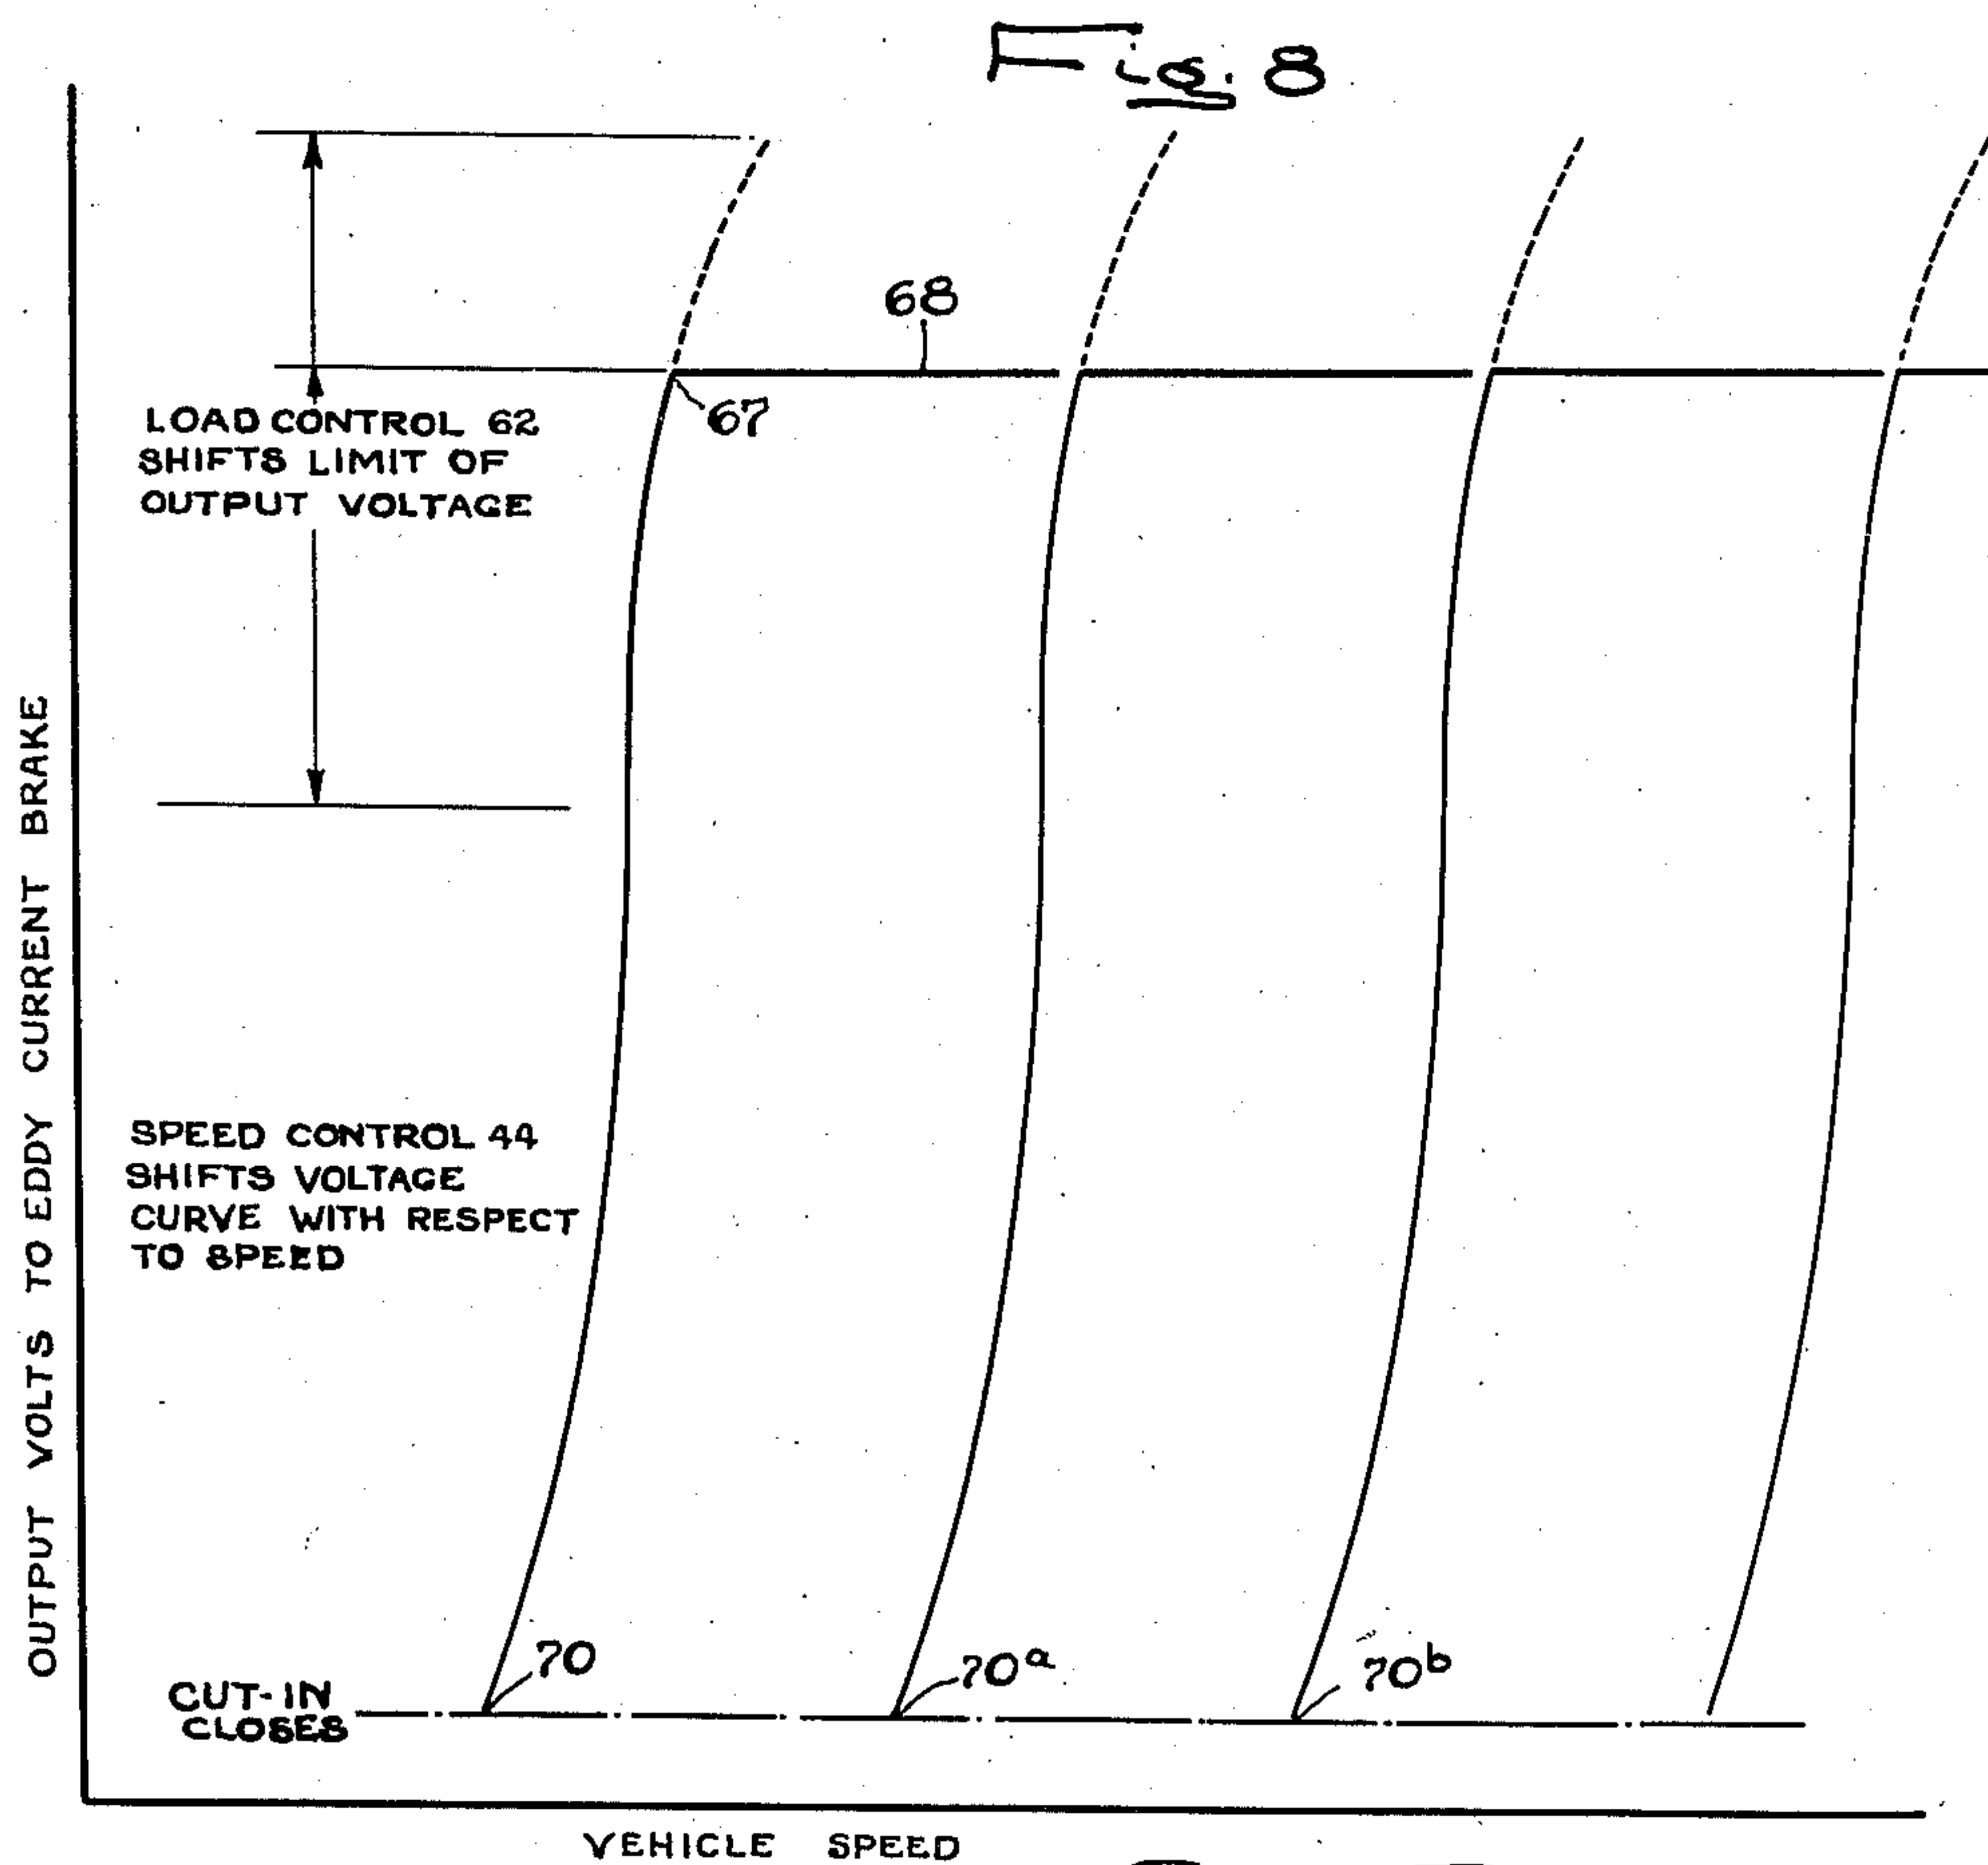 Fig. 8
68
67
LOAD CONTROL 62
SHIFTS LIMIT OF
OUTPUT VOLTAGE
OUTPUT VOLTS TO EDDY CURRENT BRAKE
SPEED CONTROL 44
SHIFTS VOLTAGE
CURVE WITH RESPECT
TO SPEED
70
70a
70b
CUT-IN
CLOSES
VEHICLE SPEED